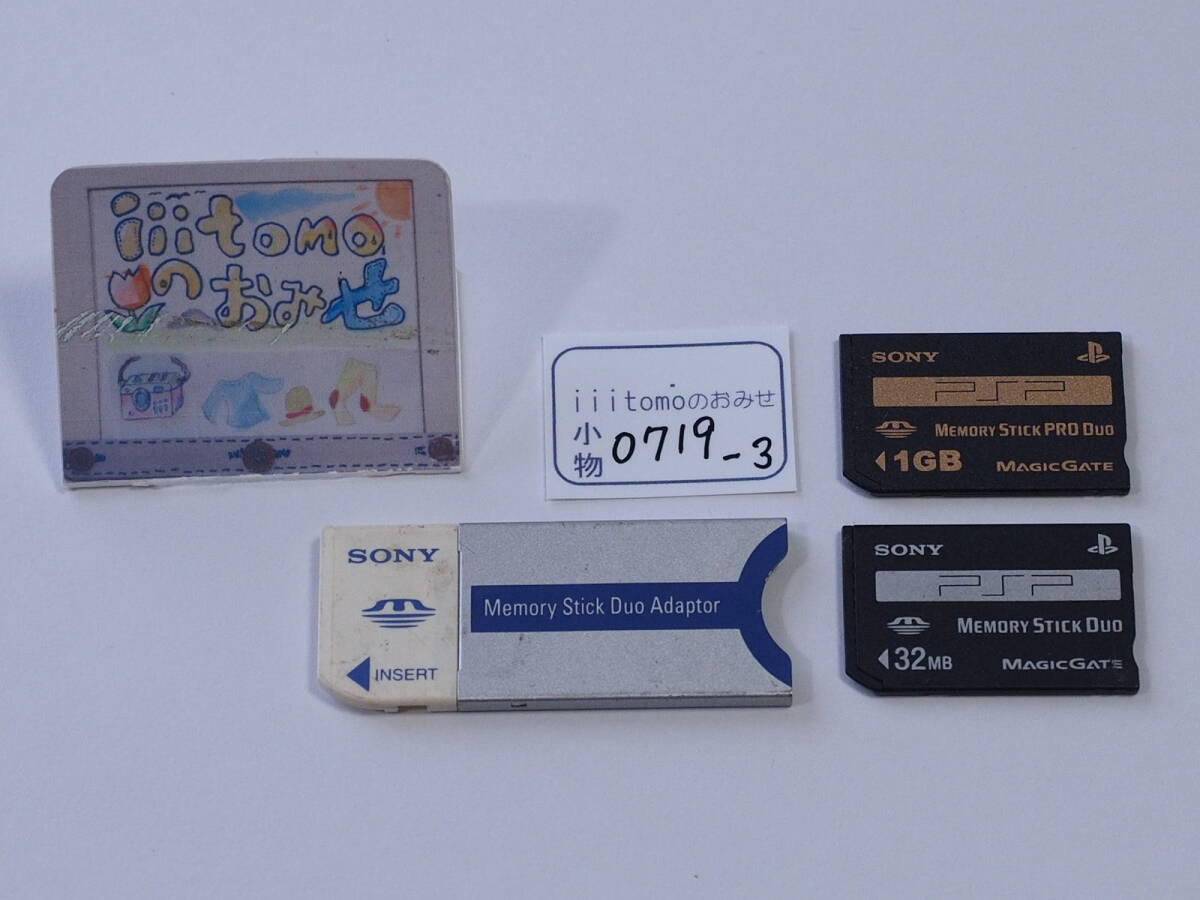 iiitomo
の おみせ
iiitomoのおみせ
小物
0719-3
SONY
PSP
MEMORY STICK PRO DUO
1GB MAGICGATE
SONY
Memory Stick Duo Adaptor
INSERT
SONY
PSP
MEMORY STICK DUO
32MB MAGICGATE